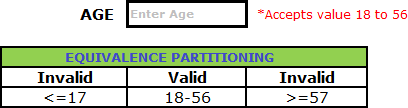 AGE Enter Age *Accepts value 18 to 56
EQUIVALENCE PARTITIONING
Invalid Valid Invalid
<=17 18-56 >=57